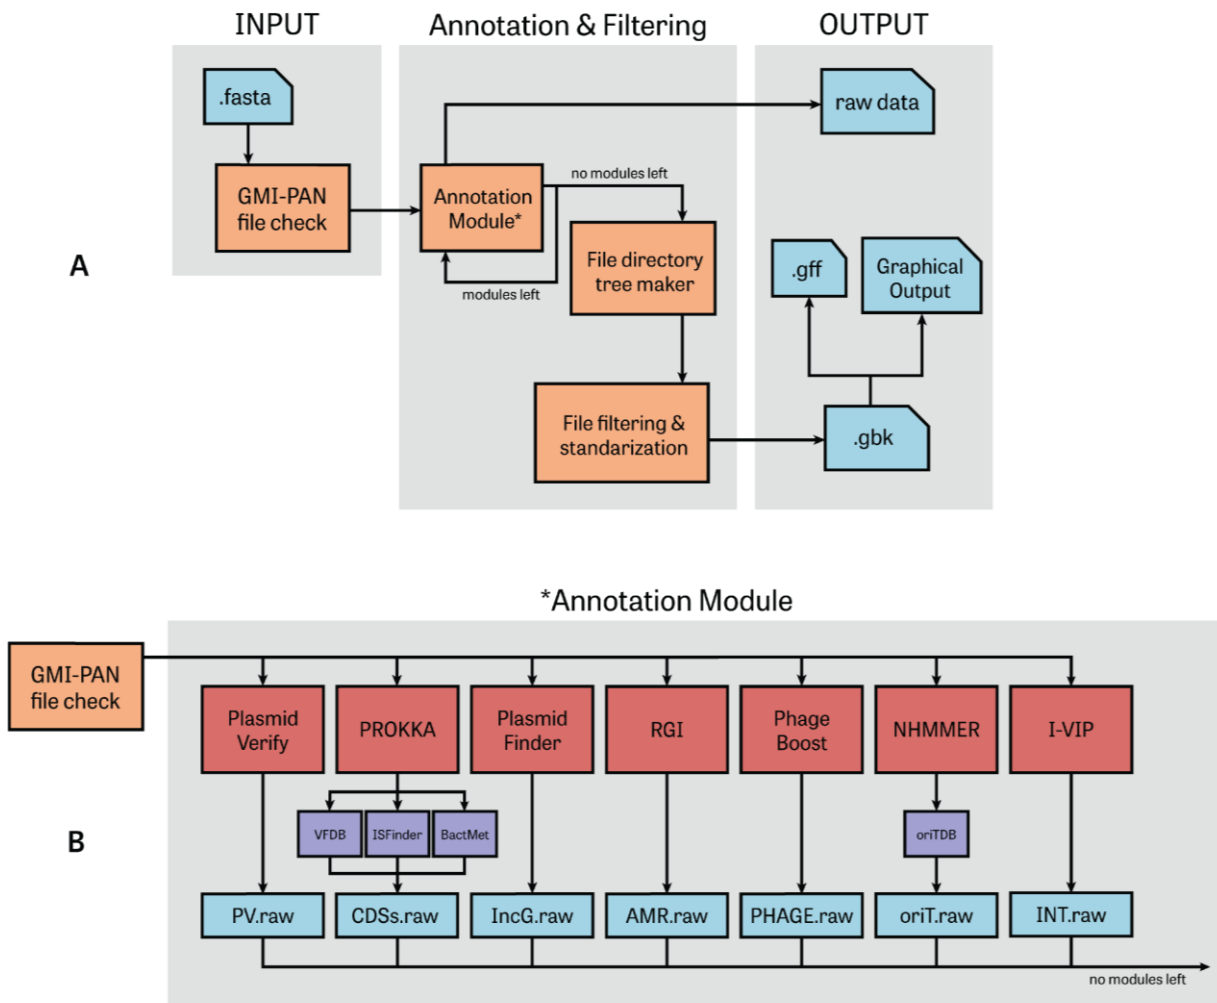 INPUT
Annotation & Filtering
OUTPUT
.fasta
raw data
GMI-PAN
file check
Annotation
Module*
no modules left
modules left
File directory
tree maker
.gff
Graphical
Output
A
File filtering &
standarization
.gbk
*Annotation Module
GMI-PAN
file check
Plasmid
Verify
PROKKA
Plasmid
Finder
RGI
Phage
Boost
NHMMER
I-VIP
B
VFDB
ISFinder
BactMet
oriTDB
PV.raw
CDSs.raw
IncG.raw
AMR.raw
PHAGE.raw
oriT.raw
INT.raw
no modules left